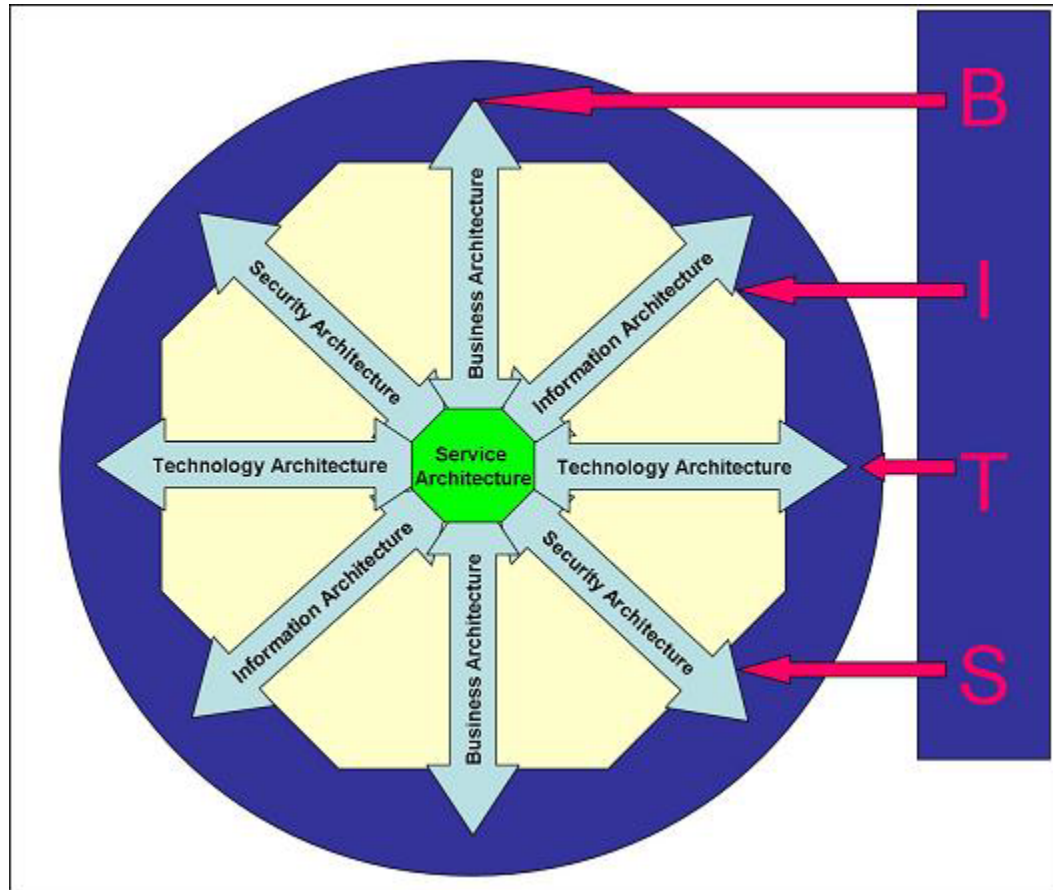 B
Business Architecture
Security Architecture
Information Architecture
I
Technology Architecture
Service
Architecture
Technology Architecture
T
Information Architecture
Business Architecture
Security Architecture
S